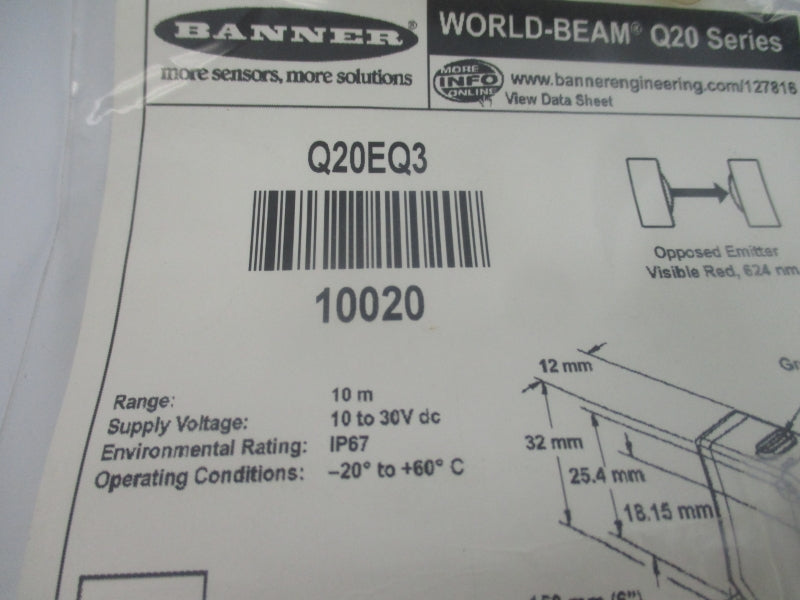 BANNER®
more sensors, more solutions
WORLD-BEAM® Q20 Series
MORE
INFO
ONLINE
www.bannerengineering.com/127816
View Data Sheet
Q20EQ3
10020
Opposed Emitter
Visible Red, 624 nm
Range: 10 m
Supply Voltage: 10 to 30V dc
Environmental Rating: IP67
Operating Conditions: –20° to +60° C
12 mm
Gr
32 mm
25.4 mm
18.15 mm